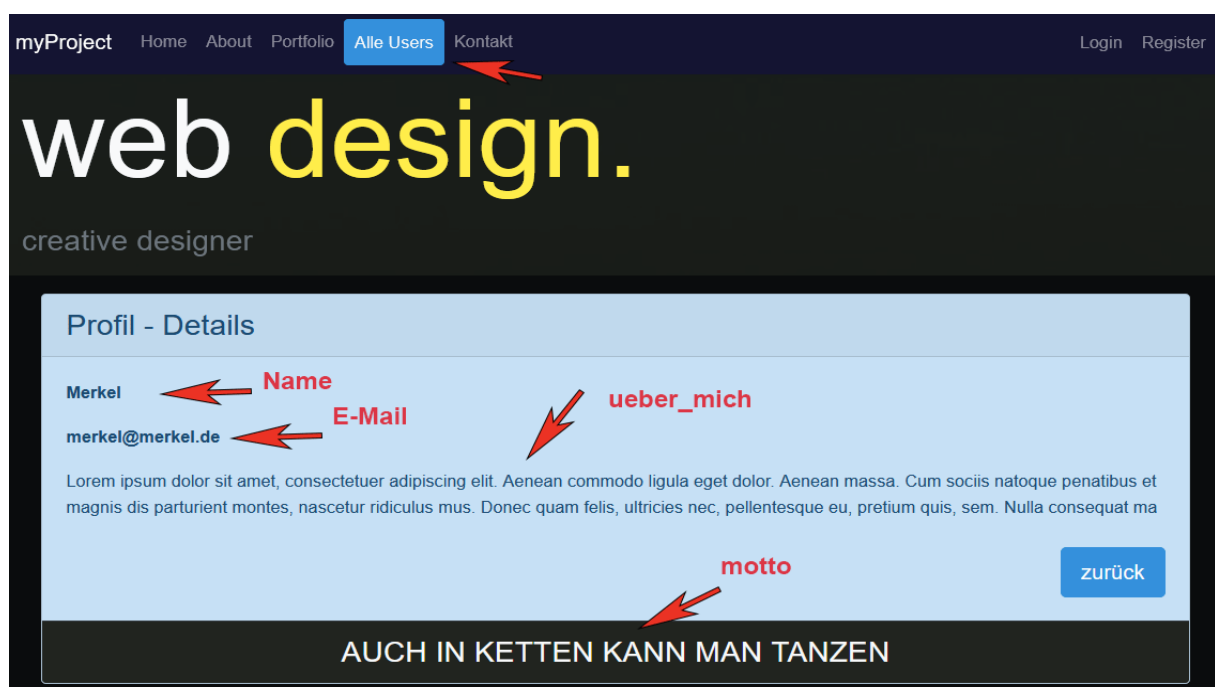 myProject Home About Portfolio Alle Users Kontakt Login Register
web design.
creative designer
Profil - Details
Merkel Name
merkel@merkel.de E-Mail
ueber_mich
Lorem ipsum dolor sit amet, consectetuer adipiscing elit. Aenean commodo ligula eget dolor. Aenean massa. Cum sociis natoque penatibus et
magnis dis parturient montes, nascetur ridiculus mus. Donec quam felis, ultricies nec, pellentesque eu, pretium quis, sem. Nulla consequat ma
motto
zurück
AUCH IN KETTEN KANN MAN TANZEN